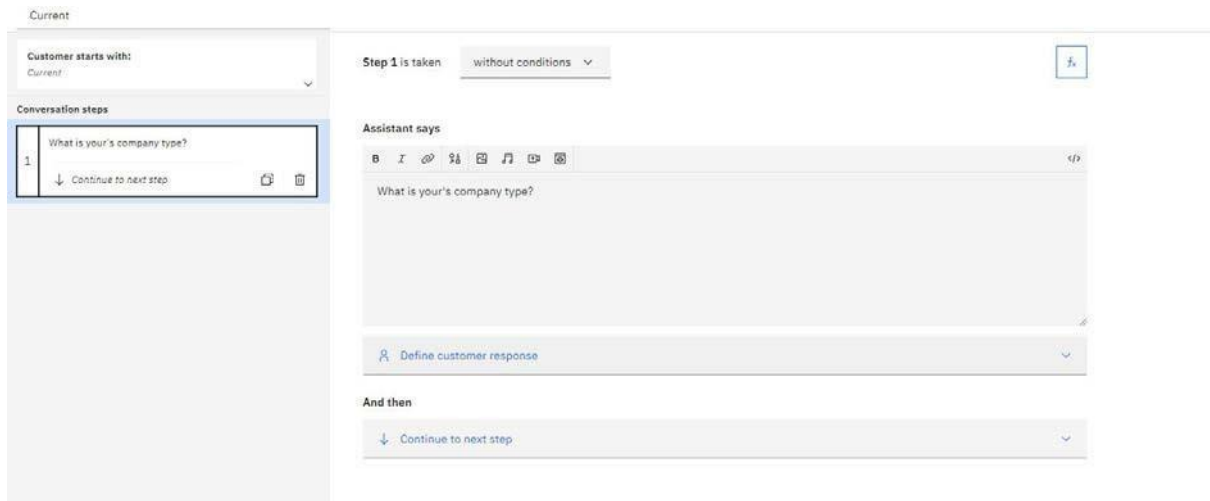 Current
Customer starts with:
Current
Conversation steps
1
What is your's company type?
Continue to next step
Step 1 is taken
without conditions
fx
Assistant says
B I </>
What is your's company type?
Define customer response
And then
Continue to next step